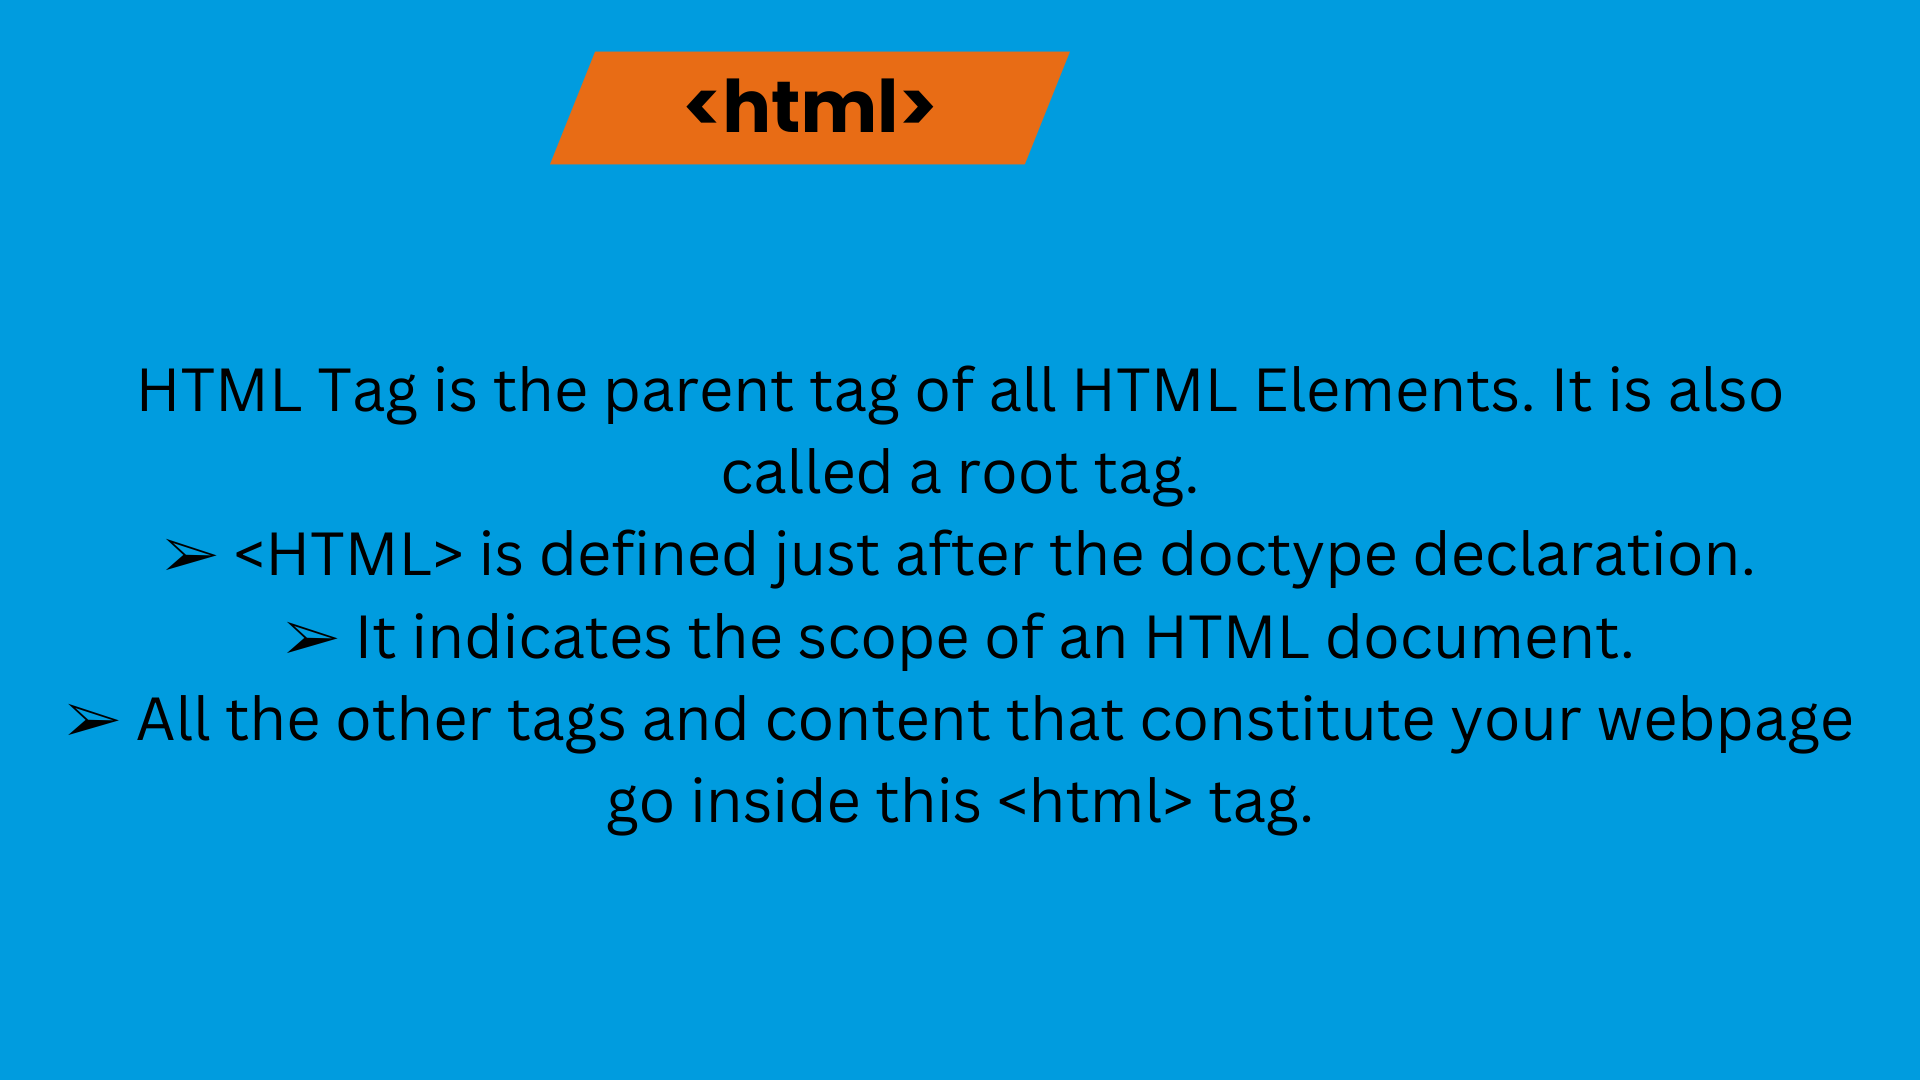 <html>
HTML Tag is the parent tag of all HTML Elements. It is also
called a root tag.
➢ <HTML> is defined just after the doctype declaration.
➢ It indicates the scope of an HTML document.
➢ All the other tags and content that constitute your webpage
go inside this <html> tag.